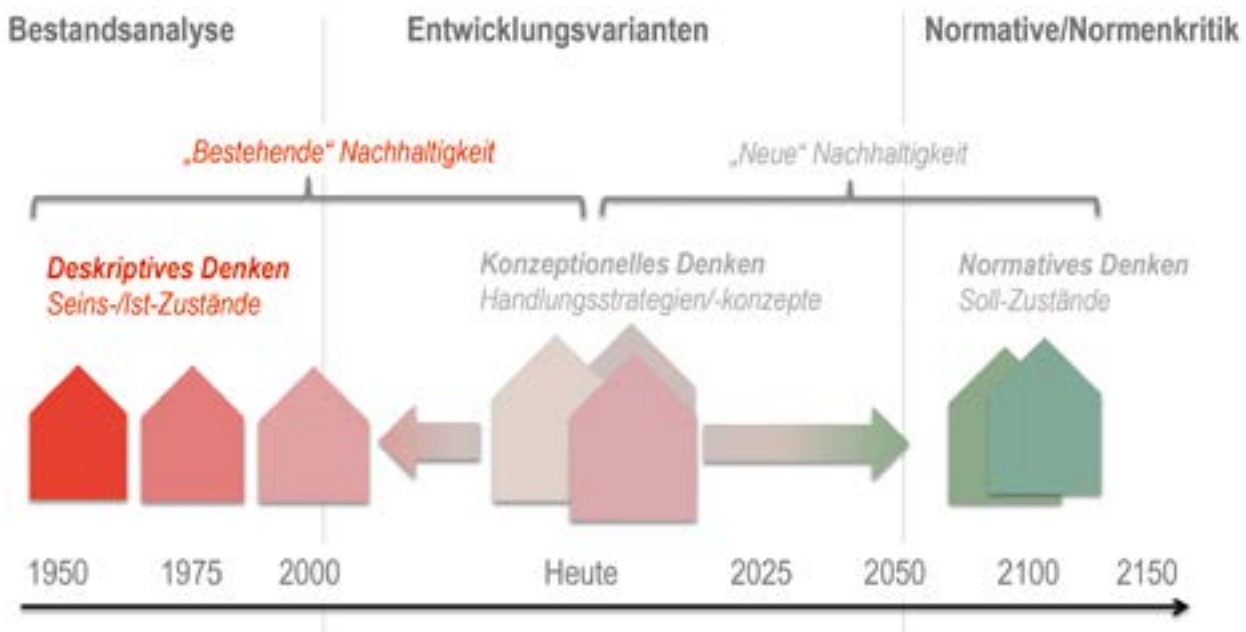 Bestandsanalyse
Entwicklungsvarianten
Normative/Normenkritik
„Bestehende“ Nachhaltigkeit
„Neue“ Nachhaltigkeit
Deskriptives Denken
Seins-/Ist-Zustände
Konzeptionelles Denken
Handlungsstrategien/-konzepte
Normatives Denken
Soll-Zustände
1950 1975 2000 Heute 2025 2050 2100 2150